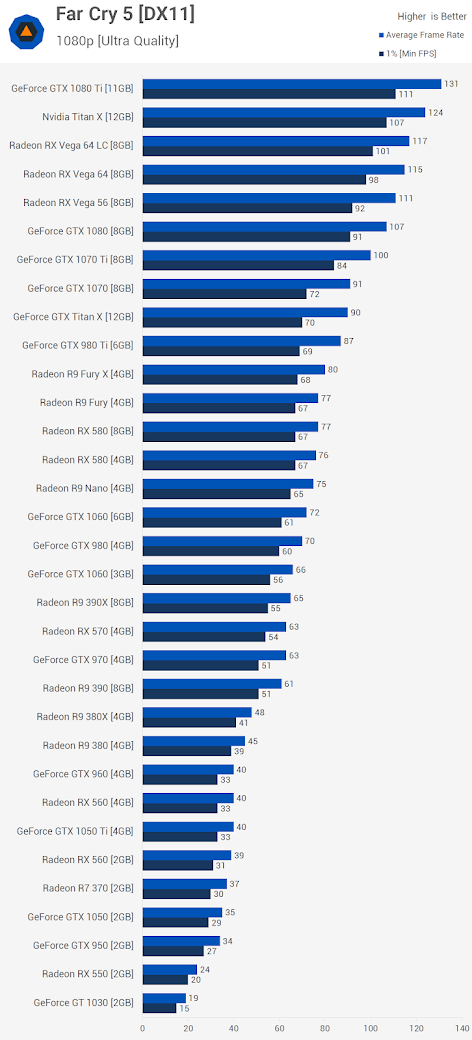 Far Cry 5 [DX11]
1080p [Ultra Quality]
Higher is Better
Average Frame Rate
1% [Min FPS]
GeForce GTX 1080 Ti [11GB] 131
111
Nvidia Titan X [12GB] 124
107
Radeon RX Vega 64 LC [8GB] 117
101
Radeon RX Vega 64 [8GB] 115
98
Radeon RX Vega 56 [8GB] 111
92
GeForce GTX 1080 [8GB] 107
91
GeForce GTX 1070 Ti [8GB] 100
84
GeForce GTX 1070 [8GB] 91
72
GeForce GTX Titan X [12GB] 90
70
GeForce GTX 980 Ti [6GB] 87
69
Radeon R9 Fury X [4GB] 80
68
Radeon R9 Fury [4GB] 77
67
Radeon RX 580 [8GB] 77
67
Radeon RX 580 [4GB] 76
67
Radeon R9 Nano [4GB] 75
65
GeForce GTX 1060 [6GB] 72
61
GeForce GTX 980 [4GB] 70
60
GeForce GTX 1060 [3GB] 66
56
Radeon R9 390X [8GB] 65
55
Radeon RX 570 [4GB] 63
54
GeForce GTX 970 [4GB] 63
51
Radeon R9 390 [8GB] 61
51
Radeon R9 380X [4GB] 48
41
Radeon R9 380 [4GB] 45
39
GeForce GTX 960 [4GB] 40
33
Radeon RX 560 [4GB] 40
33
GeForce GTX 1050 Ti [4GB] 40
33
Radeon RX 560 [2GB] 39
31
Radeon R7 370 [2GB] 37
30
GeForce GTX 1050 [2GB] 35
29
GeForce GTX 950 [2GB] 34
27
Radeon RX 550 [2GB] 24
20
GeForce GT 1030 [2GB] 19
15
0 20 40 60 80 100 120 140